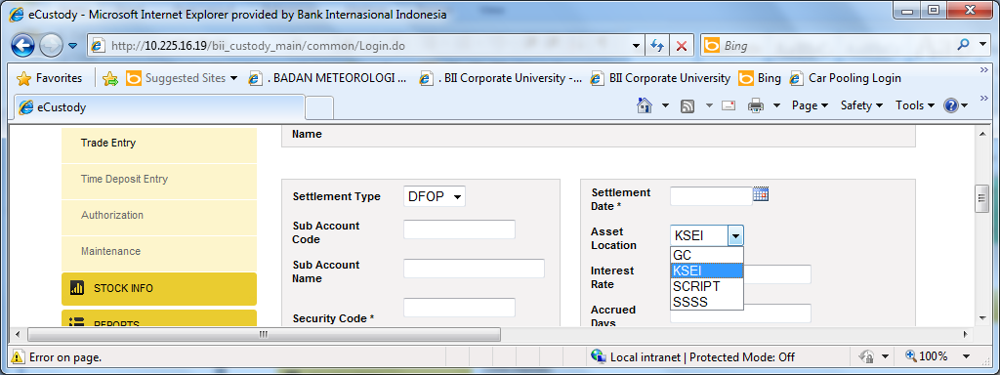 eCustody - Microsoft Internet Explorer provided by Bank Internasional Indonesia
http://10.225.16.19/bii_custody_main/common/Login.do
Bing
Favorites
Suggested Sites
. BADAN METEOROLOGI ...
. BII Corporate University -...
BII Corporate University
Bing
Car Pooling Login
eCustody
Page
Safety
Tools
Trade Entry
Time Deposit Entry
Authorization
Maintenance
STOCK INFO
REPORTS
Name
Settlement Type
DFOP
Sub Account
Code
Sub Account
Name
Security Code *
Settlement
Date *
Asset
Location
KSEI
GC
KSEI
SCRIPT
SSSS
Interest
Rate
Accrued
Days
Error on page.
Local intranet | Protected Mode: Off
100%